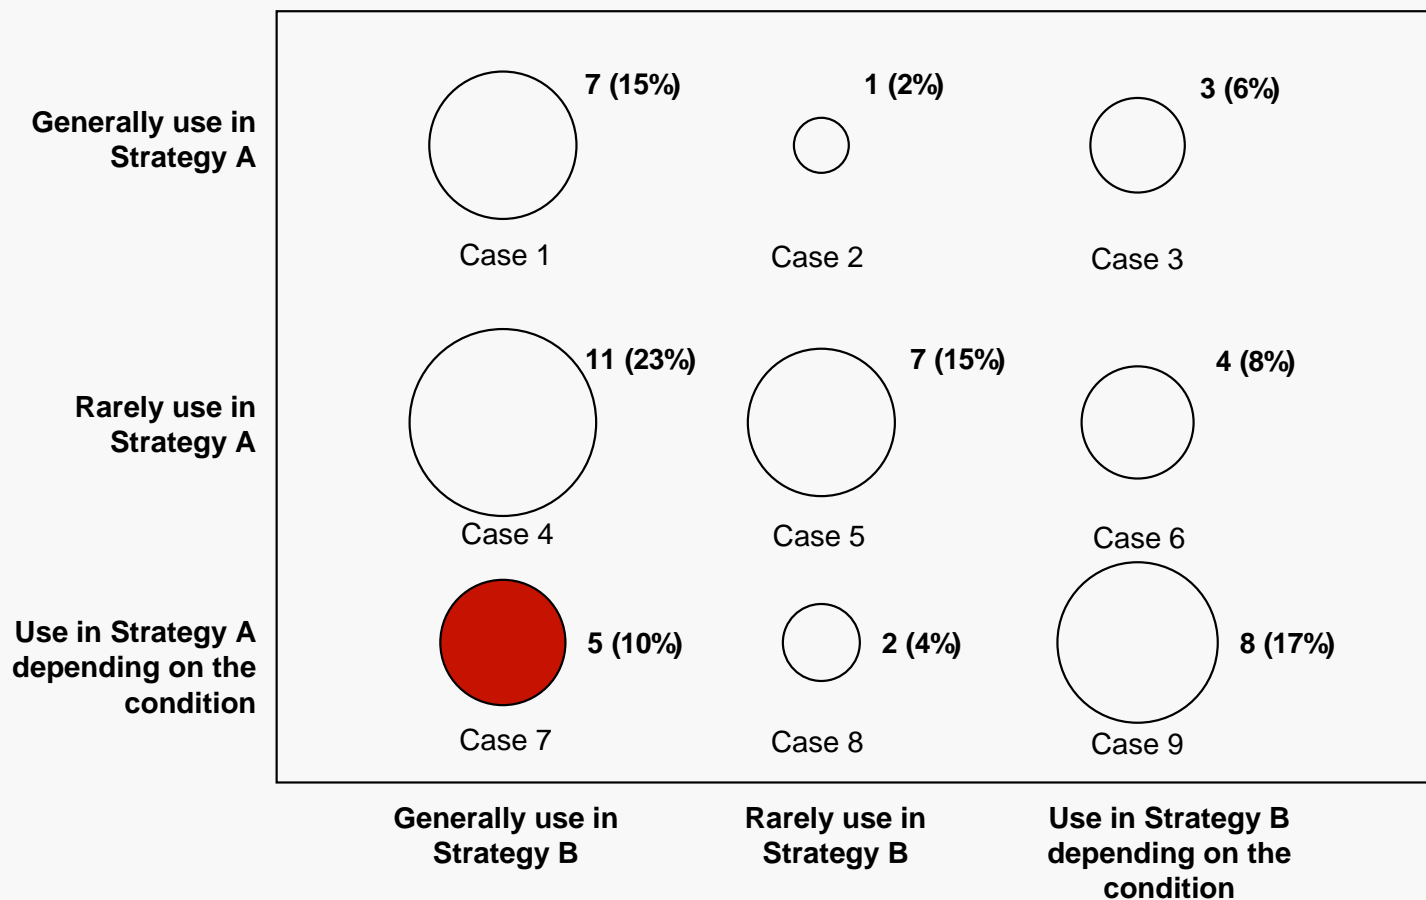 Generally use in
Strategy A
7 (15%)
1 (2%)
3 (6%)
Case 1
Case 2
Case 3
Rarely use in
Strategy A
11 (23%)
7 (15%)
4 (8%)
Case 4
Case 5
Case 6
Use in Strategy A
depending on the
condition
5 (10%)
2 (4%)
8 (17%)
Case 7
Case 8
Case 9
Generally use in
Strategy B
Rarely use in
Strategy B
Use in Strategy B
depending on the
condition